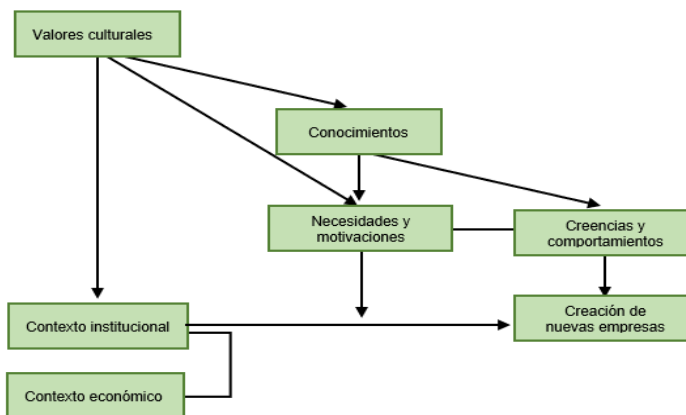 Valores culturales
Conocimientos
Necesidades y
motivaciones
Creencias y
comportamientos
Contexto institucional
Creación de
nuevas empresas
Contexto económico